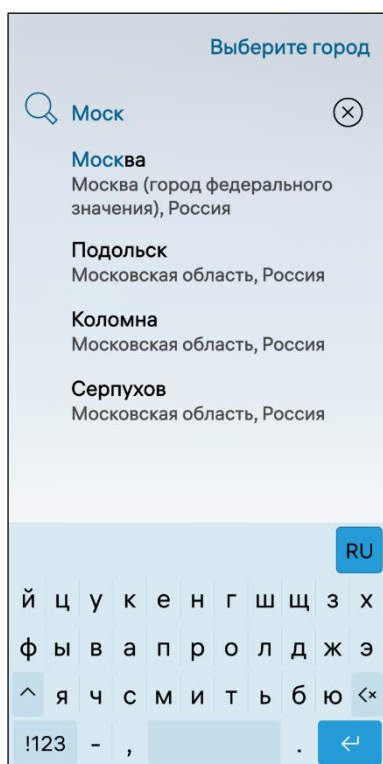 Выберите город
Моск
Москва
Москва (город федерального
значения), Россия
Подольск
Московская область, Россия
Коломна
Московская область, Россия
Серпухов
Московская область, Россия
RU
й ц у к е н г ш щ з х
ф ы в а п р о л д ж э
я ч с м и т ь б ю
!123 - , .